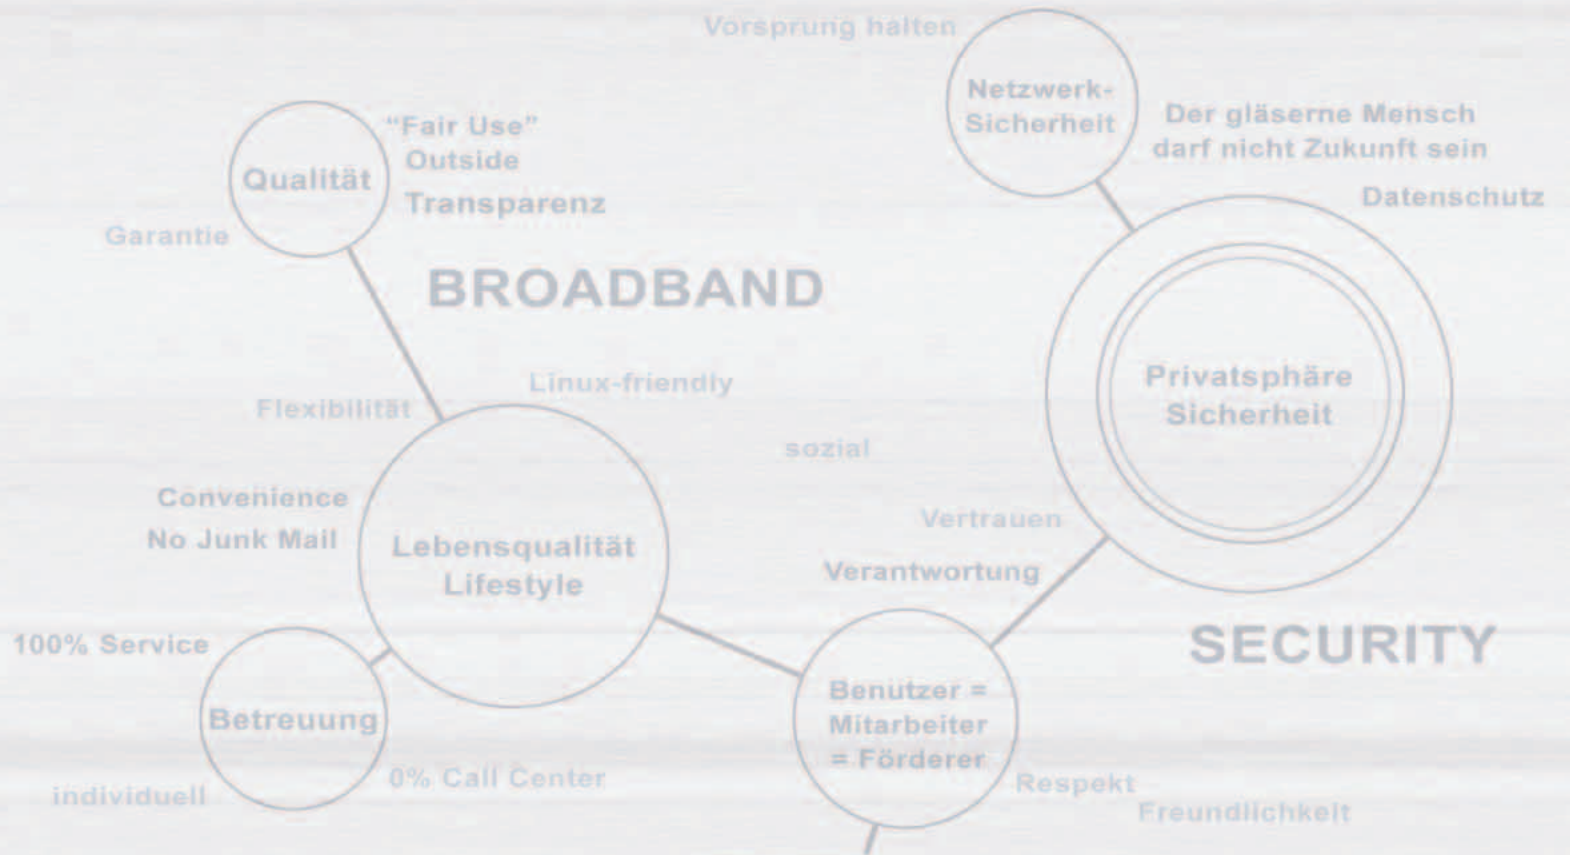 Vorsprung halten
Netzwerk-
Sicherheit
Der gläserne Mensch
darf nicht Zukunft sein
Datenschutz
"Fair Use"
Outside
Transparenz
Qualität
Garantie
BROADBAND
Linux-friendly
Flexibilität
Privatsphäre
Sicherheit
sozial
Convenience
No Junk Mail
Lebensqualität
Lifestyle
Vertrauen
Verantwortung
100% Service
SECURITY
Betreuung
Benutzer =
Mitarbeiter
= Förderer
0% Call Center
individuell
Respekt
Freundlichkeit